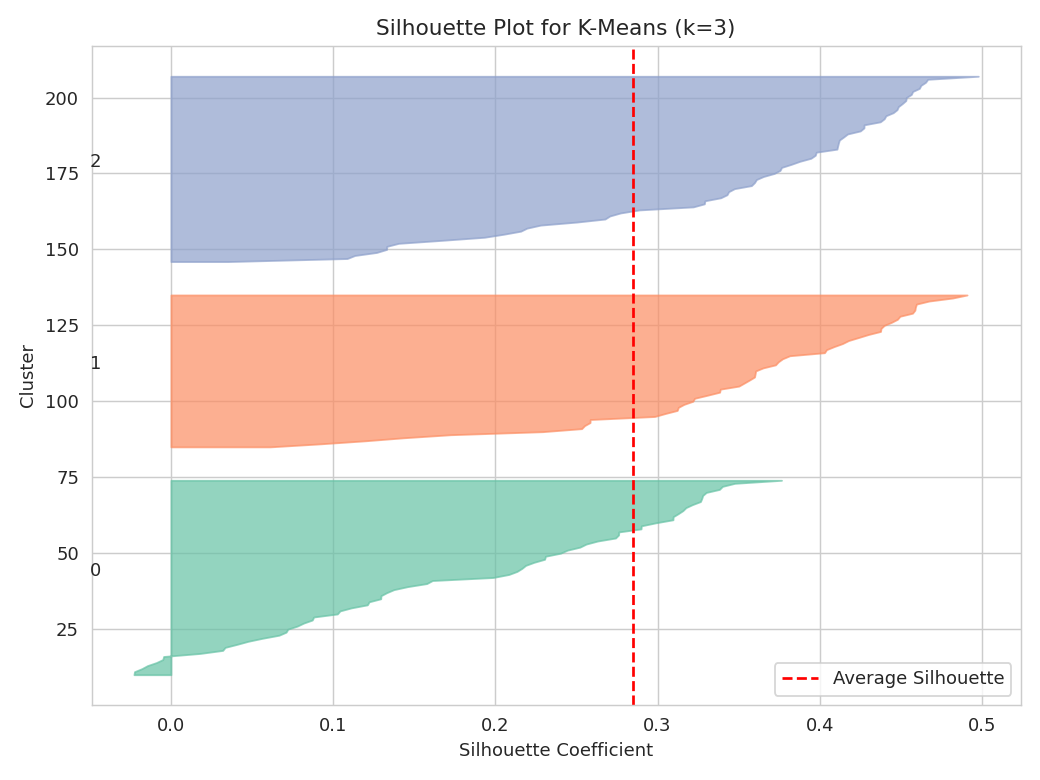 Silhouette Plot for K-Means (k=3)
200
2
175
150
125
1
100
75
50
0
25
Cluster
Average Silhouette
0.0 0.1 0.2 0.3 0.4 0.5
Silhouette Coefficient